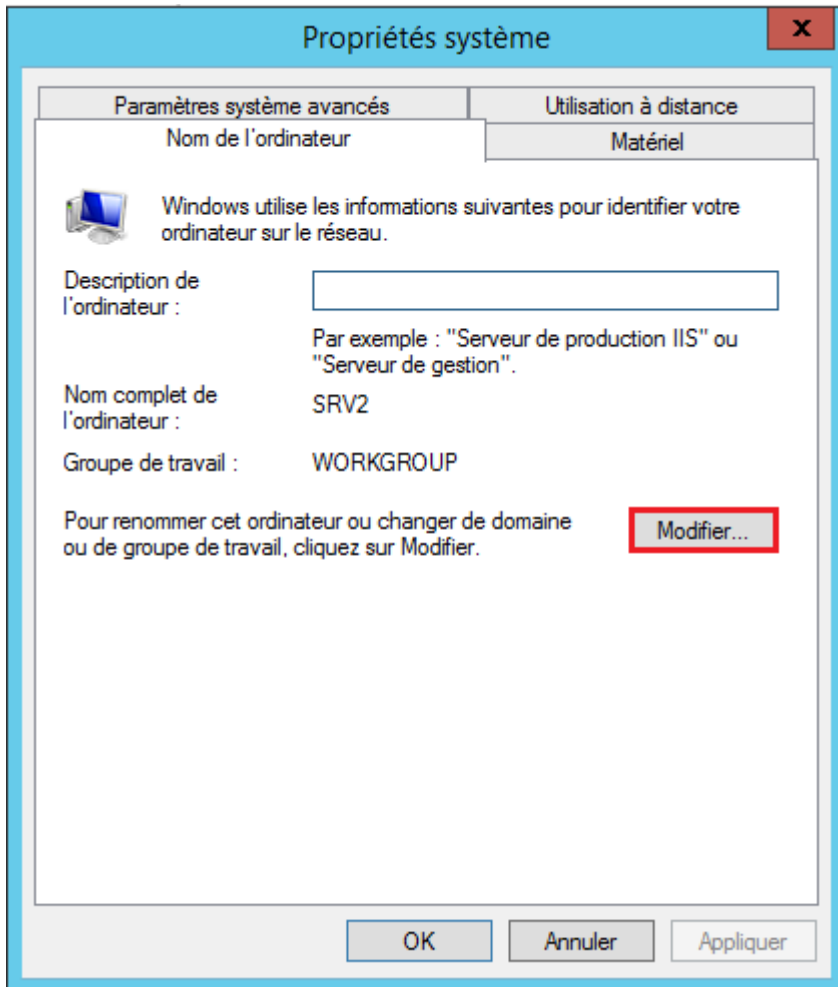 Propriétés système
x
Paramètres système avancés
Utilisation à distance
Nom de l'ordinateur
Matériel
Windows utilise les informations suivantes pour identifier votre
ordinateur sur le réseau.
Description de
l'ordinateur :
Par exemple : "Serveur de production IIS" ou
"Serveur de gestion".
Nom complet de
l'ordinateur :
SRV2
Groupe de travail :
WORKGROUP
Pour renommer cet ordinateur ou changer de domaine
ou de groupe de travail, cliquez sur Modifier.
Modifier...
OK
Annuler
Appliquer